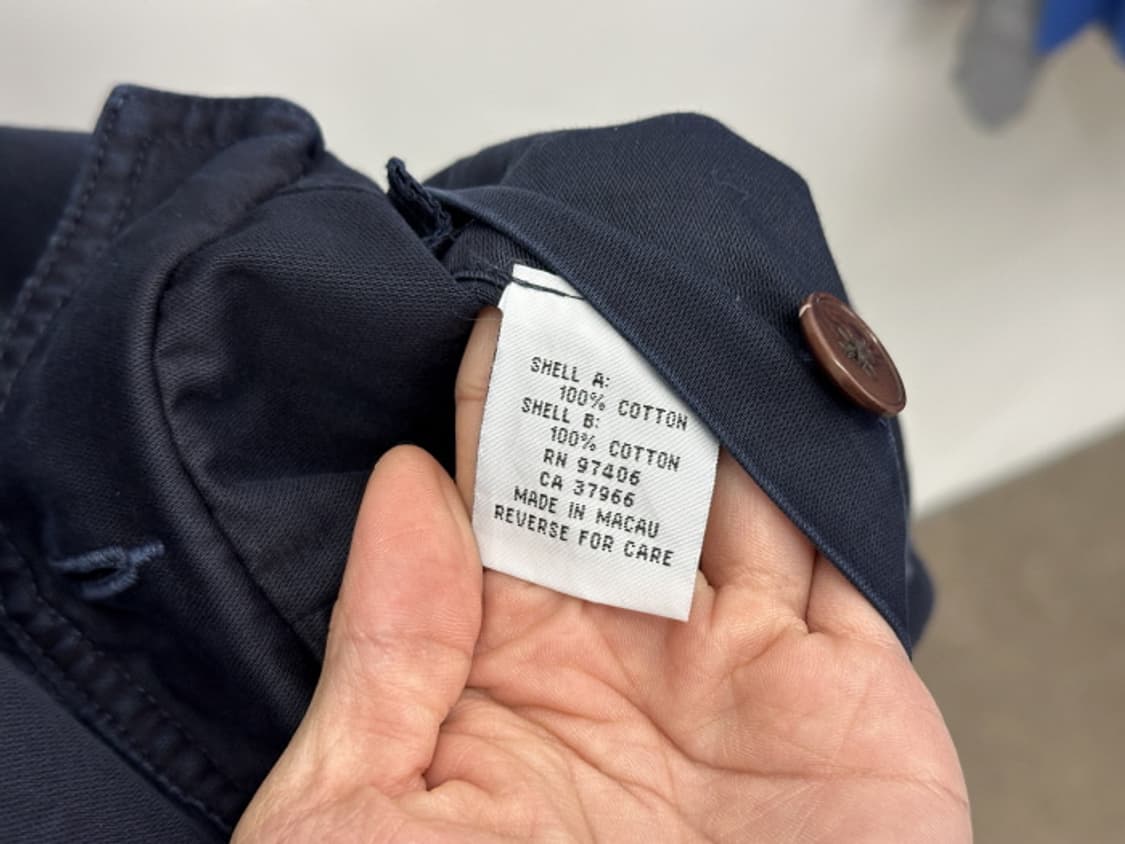 SHELL A:
100% COTTON
SHELL B:
100% COTTON
RN 97406
CA 37966
MADE IN MACAU
REVERSE FOR CARE